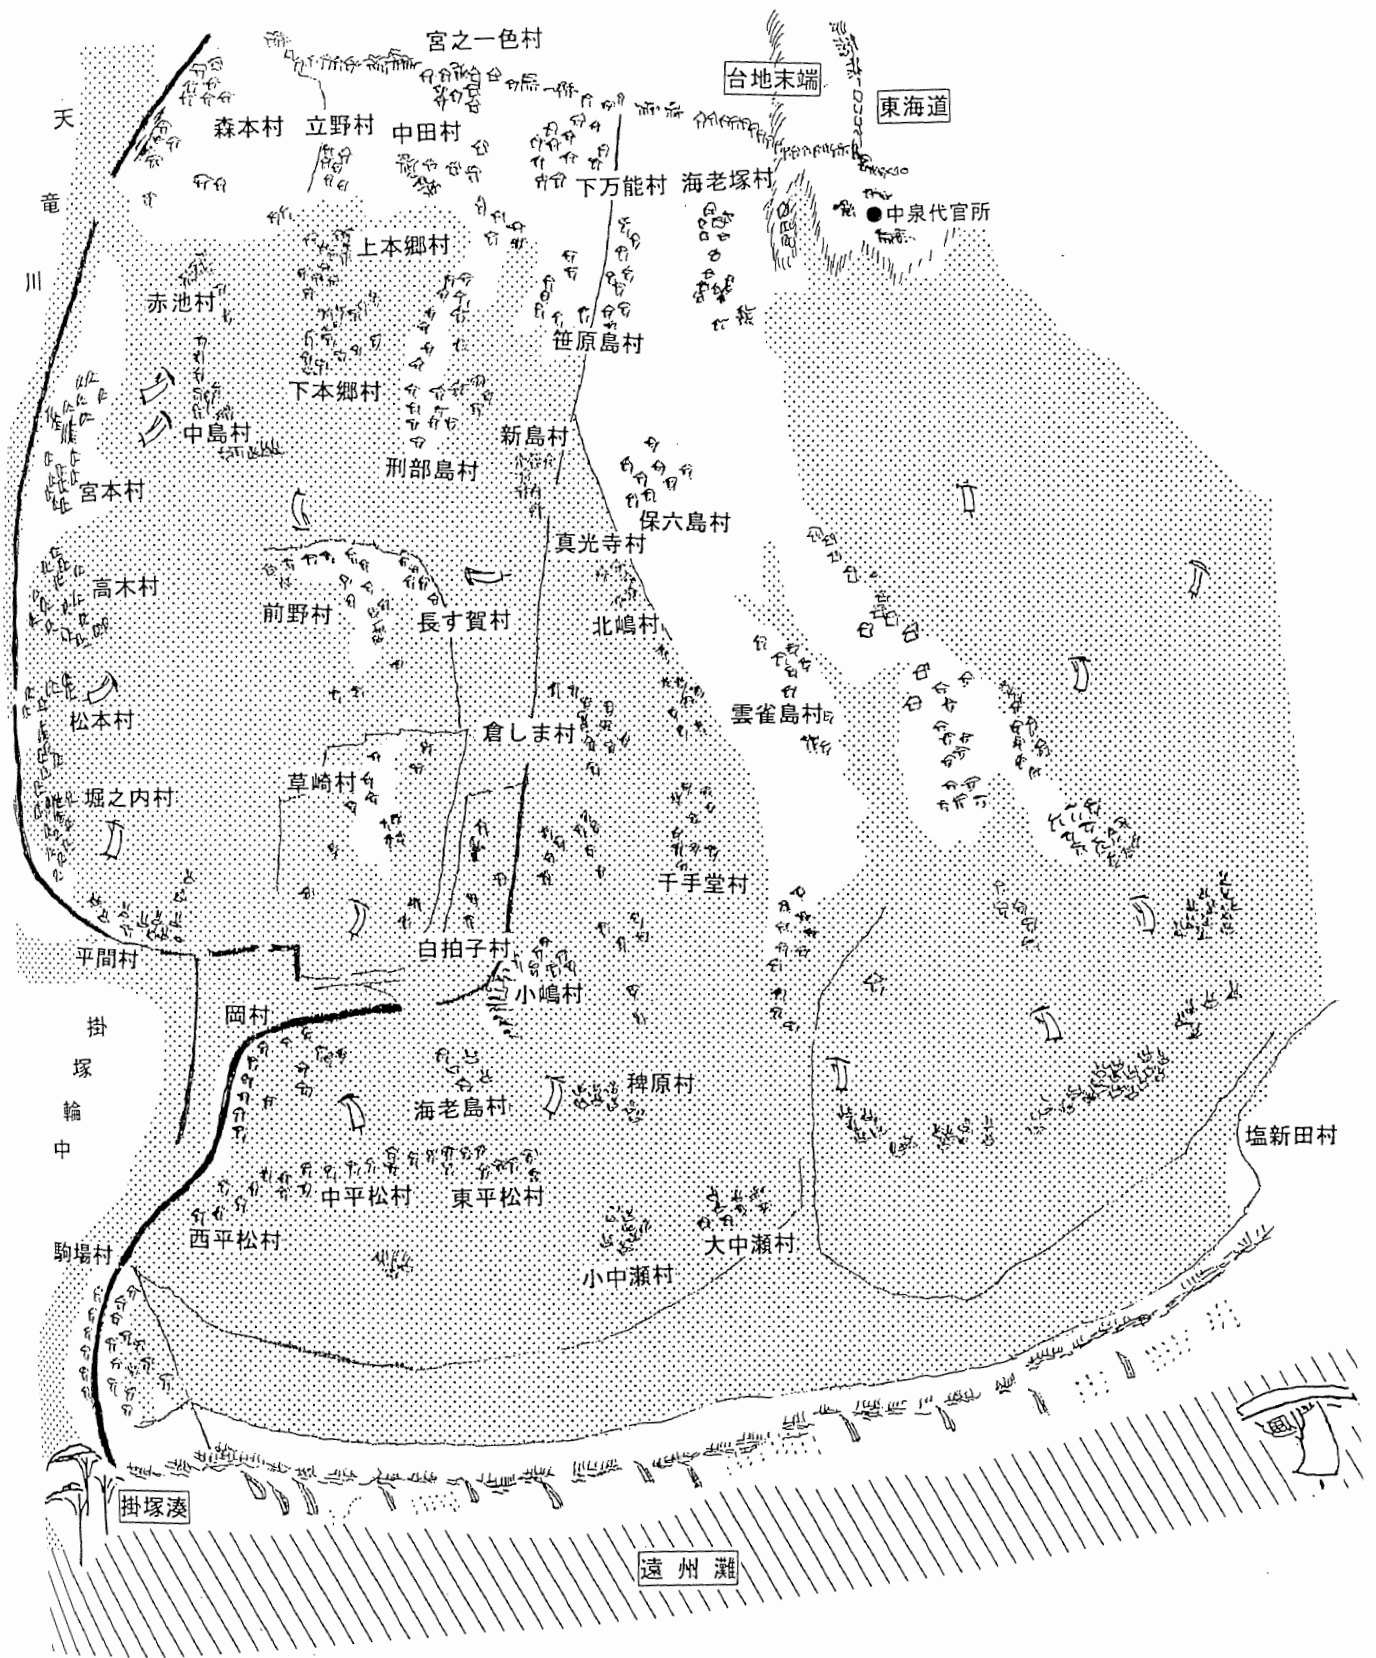 宮之一色村
台地末端
東海道
天竜川
森本村
立野村
中田村
下万能村
海老塚村
中泉代官所
上本郷村
赤池村
笹原島村
下本郷村
中島村
新島村
刑部島村
宮本村
保六島村
真光寺村
高木村
前野村
長す賀村
北嶋村
松本村
倉しま村
雲雀島村
草崎村
堀之内村
千手堂村
平間村
白拍子村
小嶋村
岡村
掛塚輪中
海老島村
稗原村
塩新田村
中平松村
東平松村
西平松村
大中瀬村
駒場村
小中瀬村
掛塚湊
遠州灘